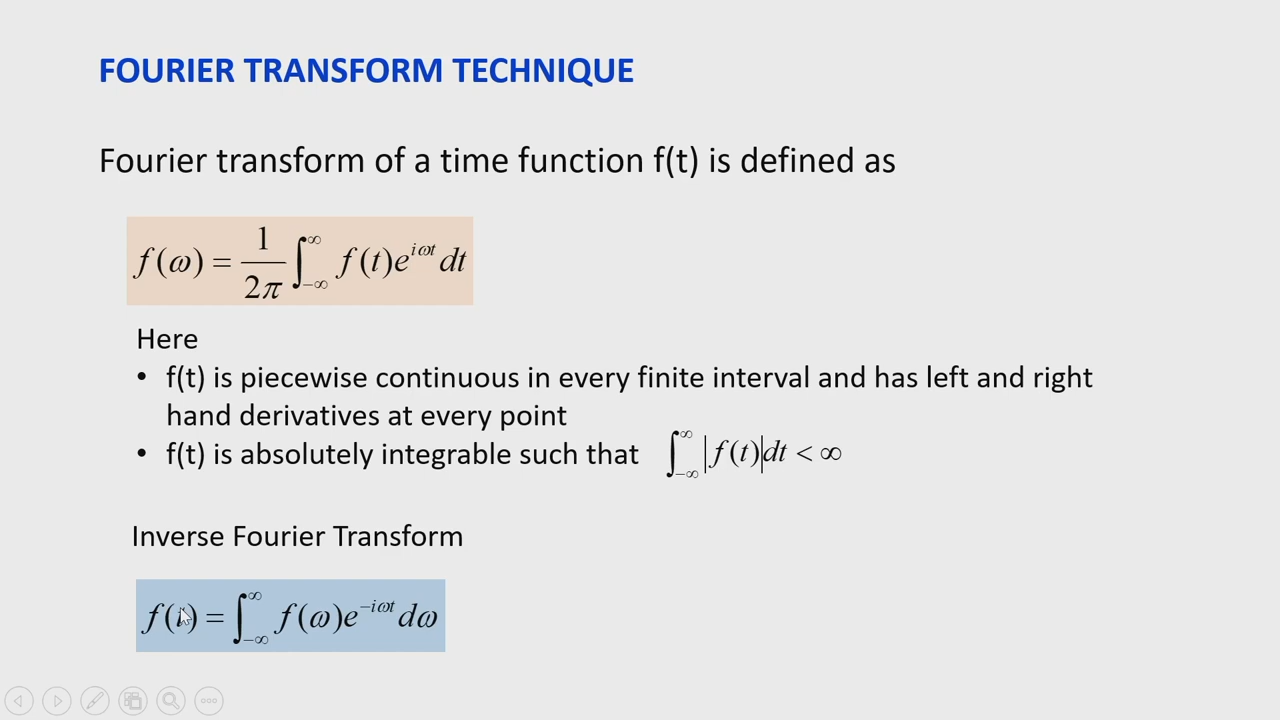 FOURIER TRANSFORM TECHNIQUE
Fourier transform of a time function f(t) is defined as
f(ω) = 1/2π ∫_{-∞}^{∞} f(t)e^{iωt} dt
Here
• f(t) is piecewise continuous in every finite interval and has left and right
hand derivatives at every point
• f(t) is absolutely integrable such that ∫_{-∞}^{∞} |f(t)|dt < ∞
Inverse Fourier Transform
f(t) = ∫_{-∞}^{∞} f(ω)e^{-iωt} dω